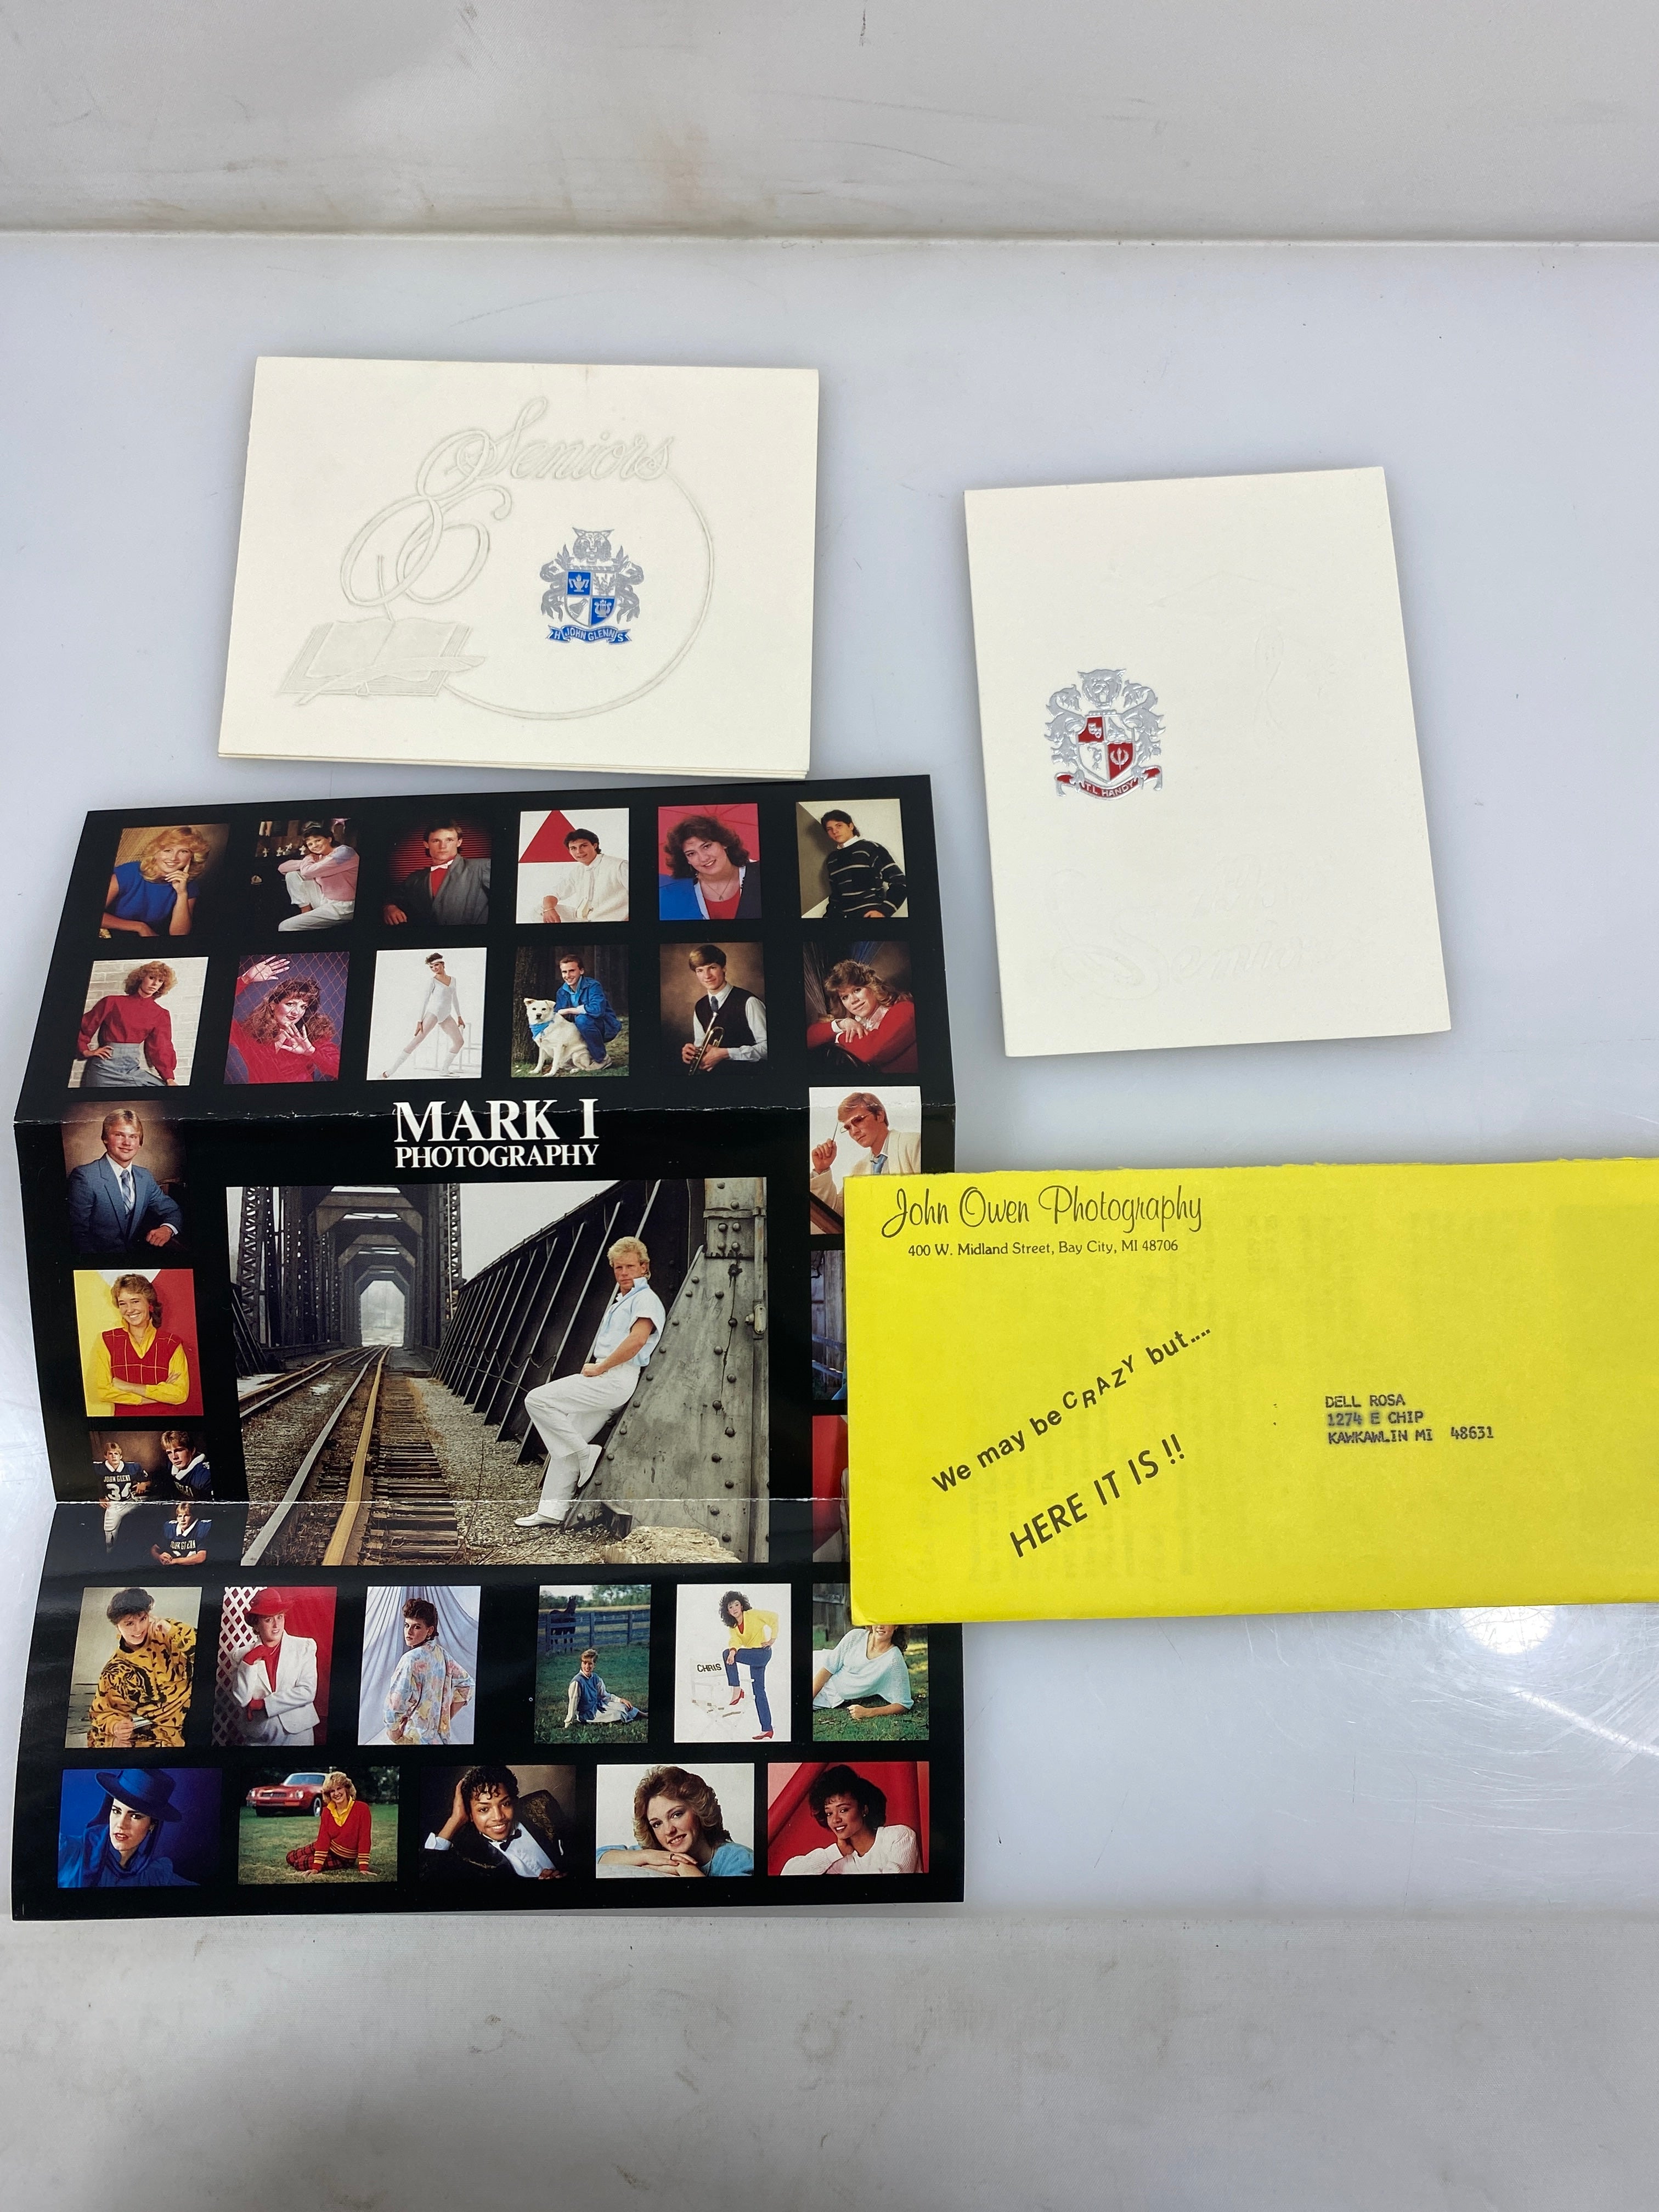 Seniors
H JOHN GLENN S
T.L. HANDY
Seniors
MARK I
PHOTOGRAPHY
JOHN GLENN
34
CHRIS
John Owen Photography
400 W. Midland Street, Bay City, MI 48706
We may be CRAZY but.....
HERE IT IS !!
DELL ROSA
1274 E CHIP
KAWKAWLIN MI 48631